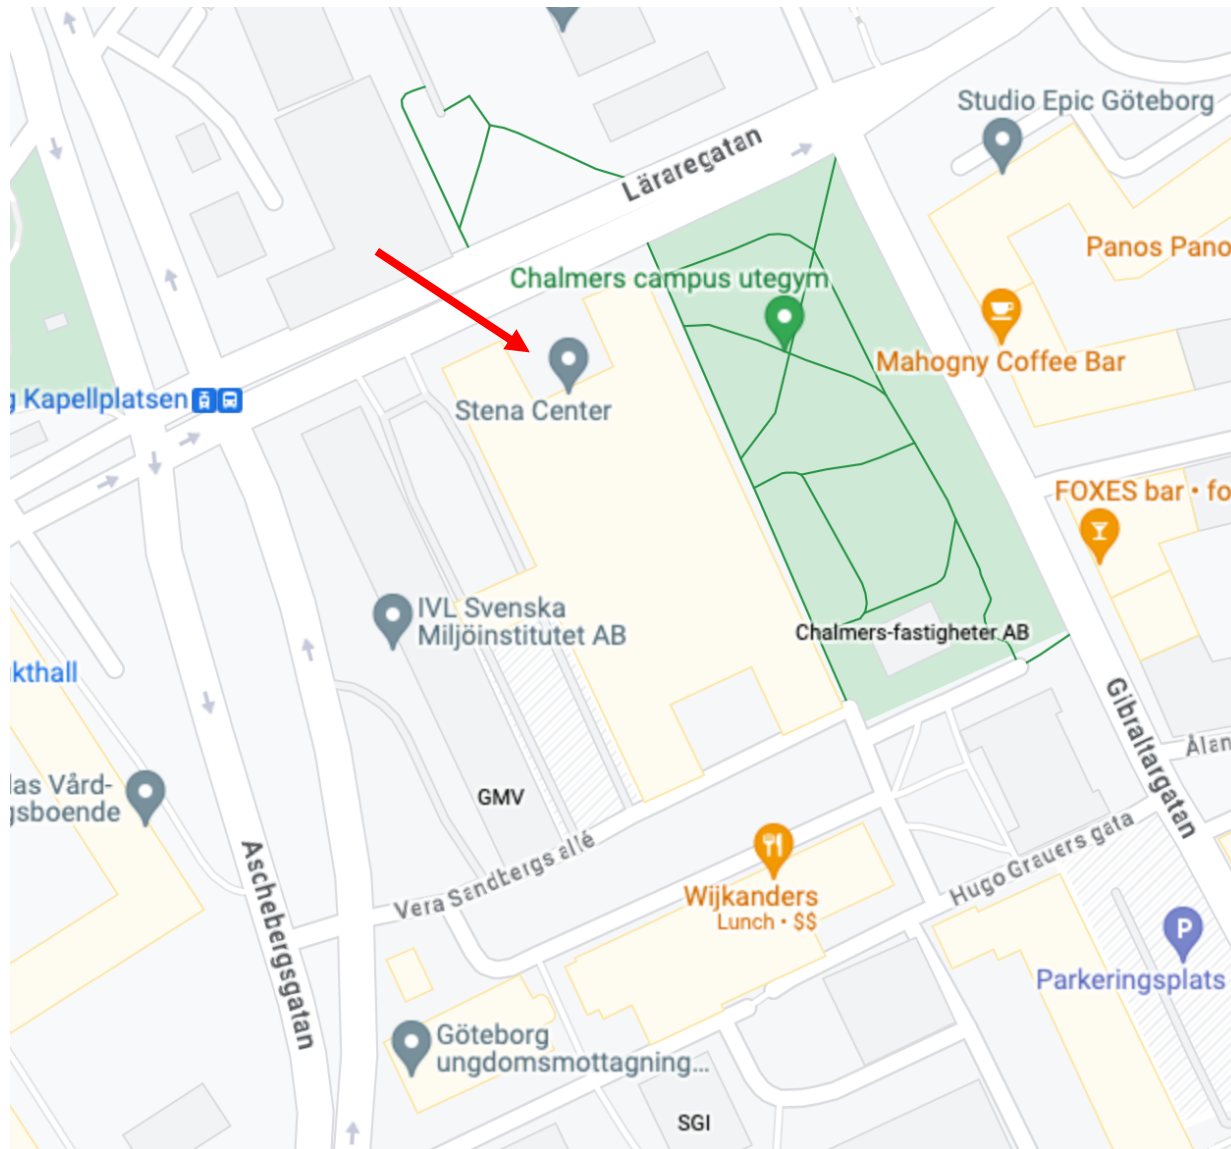 Studio Epic Göteborg
Läraregatan
Panos Pano
Chalmers campus utegym
Mahogny Coffee Bar
Kapellplatsen
Stena Center
FOXES bar • fo
IVL Svenska
Miljöinstitutet AB
Chalmers-fastigheter AB
kthall
Gibraltargatan
Ålan
las Vård-
gsboende
GMV
Aschebergsgatan
Vera Sandbergs allé
Hugo Grauers gata
Wijkanders
Lunch • $$
P
Parkeringsplats
Göteborg
ungdomsmottagning...
SGI